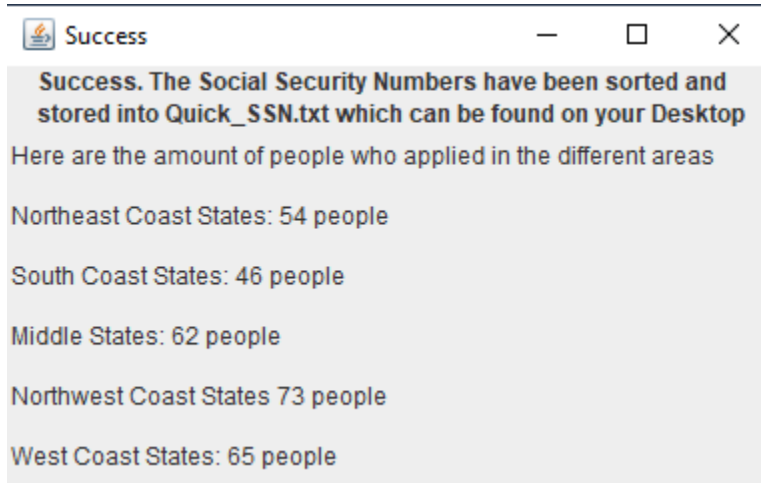 Success
Success. The Social Security Numbers have been sorted and
stored into Quick_SSN.txt which can be found on your Desktop
Here are the amount of people who applied in the different areas
Northeast Coast States: 54 people
South Coast States: 46 people
Middle States: 62 people
Northwest Coast States 73 people
West Coast States: 65 people